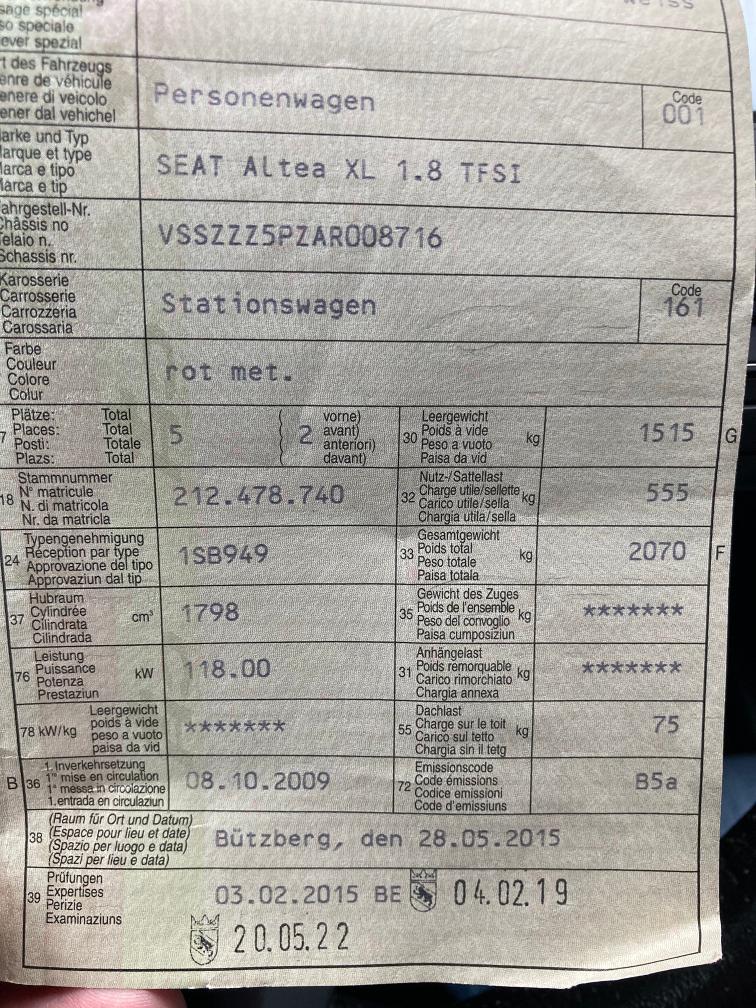 sage spécial
so speciale
ever spezial
t des Fahrzeugs
enre de véhicule
enere di veicolo
ener dal vehichel
Personenwagen
Code
001
arke und Typ
arque et type
arca e tipo
arca e tip
SEAT Altea XL 1.8 TFSI
ahrgestell-Nr.
Châssis no
elaio n.
Schassis nr.
VSSZZZ5PZAR008716
Karosserie
Carrosserie
Carrozzeria
Carossaria
Stationswagen
Code
161
Farbe
Couleur
Colore
Colur
rot met.
7
Plätze: Total
Places: Total
Posti: Totale
Plazs: Total
5
( 2
vorne)
avant)
anteriori)
davant)
30
Leergewicht
Poids à vide
Peso a vuoto
Paisa da vid
kg
1515
G
18
Stammnummer
N° matricule
N. di matricola
Nr. da matricla
212.478.740
32
Nutz-/Sattellast
Charge utile/sellette
Carico utile/sella
Chargia utila/sella
kg
555
24
Typengenehmigung
Réception par type
Approvazione del tipo
Approvaziun dal tip
1SB949
33
Gesamtgewicht
Poids total
Peso totale
Paisa totala
kg
2070
F
37
Hubraum
Cylindrée
Cilindrata
Cilindrada
cm³
1798
35
Gewicht des Zuges
Poids de l'ensemble
Peso del convoglio
Paisa cumposiziun
kg
*******
76
Leistung
Puissance
Potenza
Prestaziun
kW
118.00
31
Anhängelast
Poids remorquable
Carico rimorchiato
Chargia annexa
kg
*******
78 kW/kg
Leergewicht
poids à vide
peso a vuoto
paisa da vid
*******
55
Dachlast
Charge sur le toit
Carico sul tetto
Chargia sin il tetg
kg
75
B
36
1. Inverkehrsetzung
1re mise en circulation
1a messa in circolazione
1. entrada en circulaziun
08.10.2009
72
Emissionscode
Code émissions
Codice emissioni
Code d'emissiuns
B5a
38
(Raum für Ort und Datum)
(Espace pour lieu et date)
(Spazio per luogo e data)
(Spazi per lieu e data)
Bützberg, den 28.05.2015
39
Prüfungen
Expertises
Perizie
Examinaziuns
03.02.2015 BE
04.02.19
20.05.22